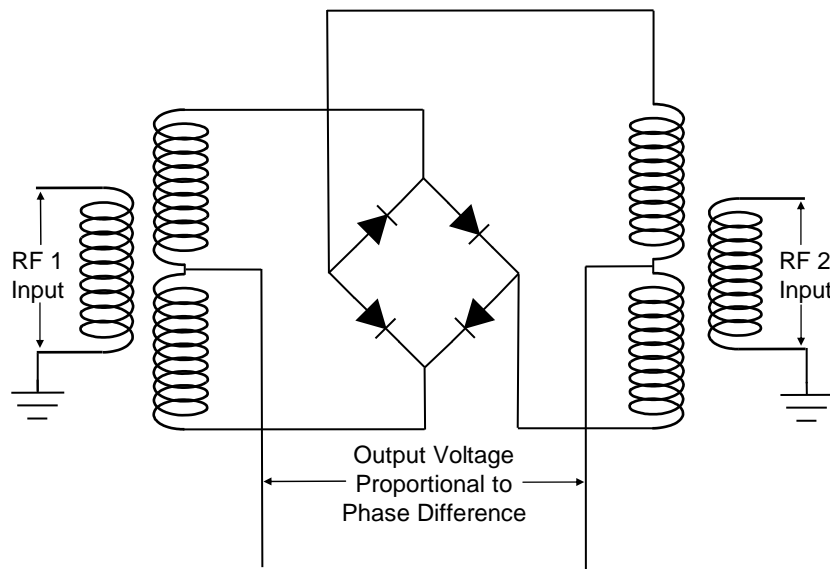 RF 1
Input
RF 2
Input
Output Voltage
Proportional to
Phase Difference